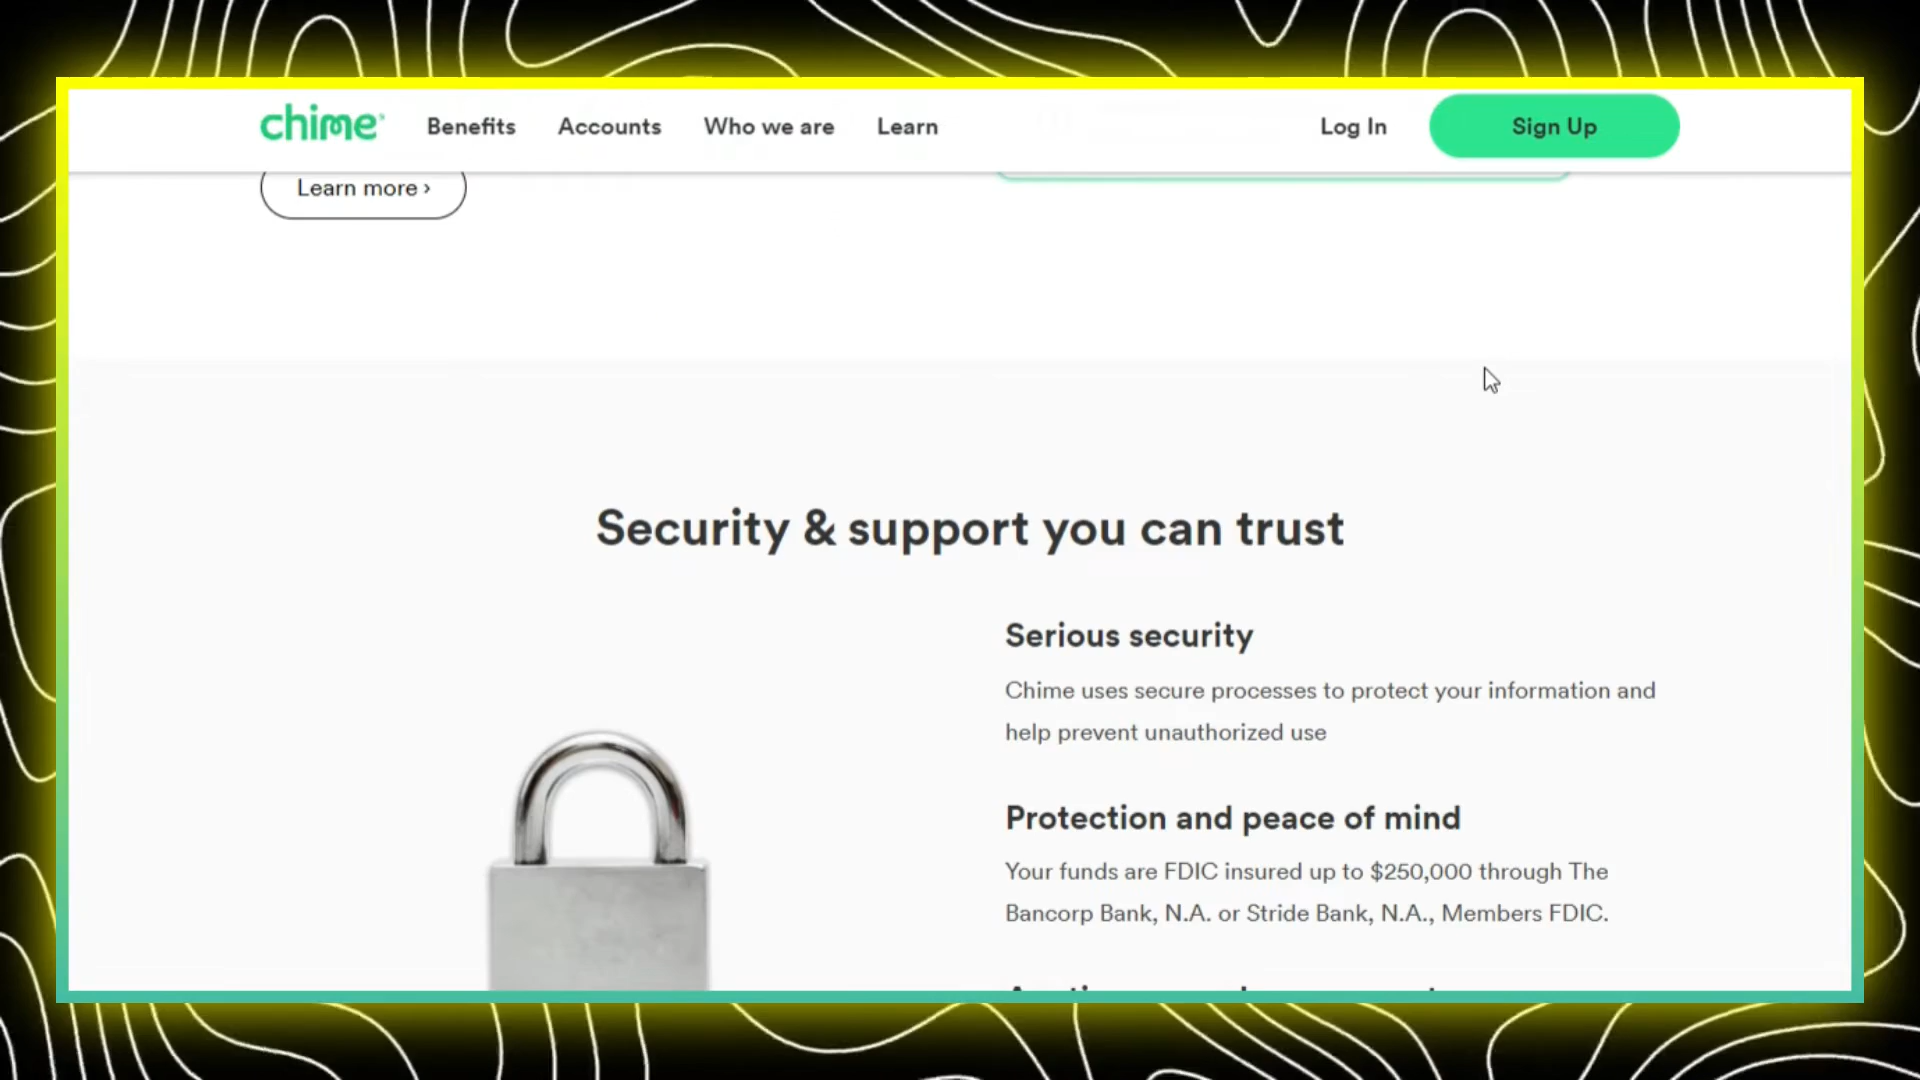 chime
Benefits
Accounts
Who we are
Learn
Log In
Sign Up
Learn more ›
Security & support you can trust
Serious security
Chime uses secure processes to protect your information and
help prevent unauthorized use
Protection and peace of mind
Your funds are FDIC insured up to $250,000 through The
Bancorp Bank, N.A. or Stride Bank, N.A., Members FDIC.